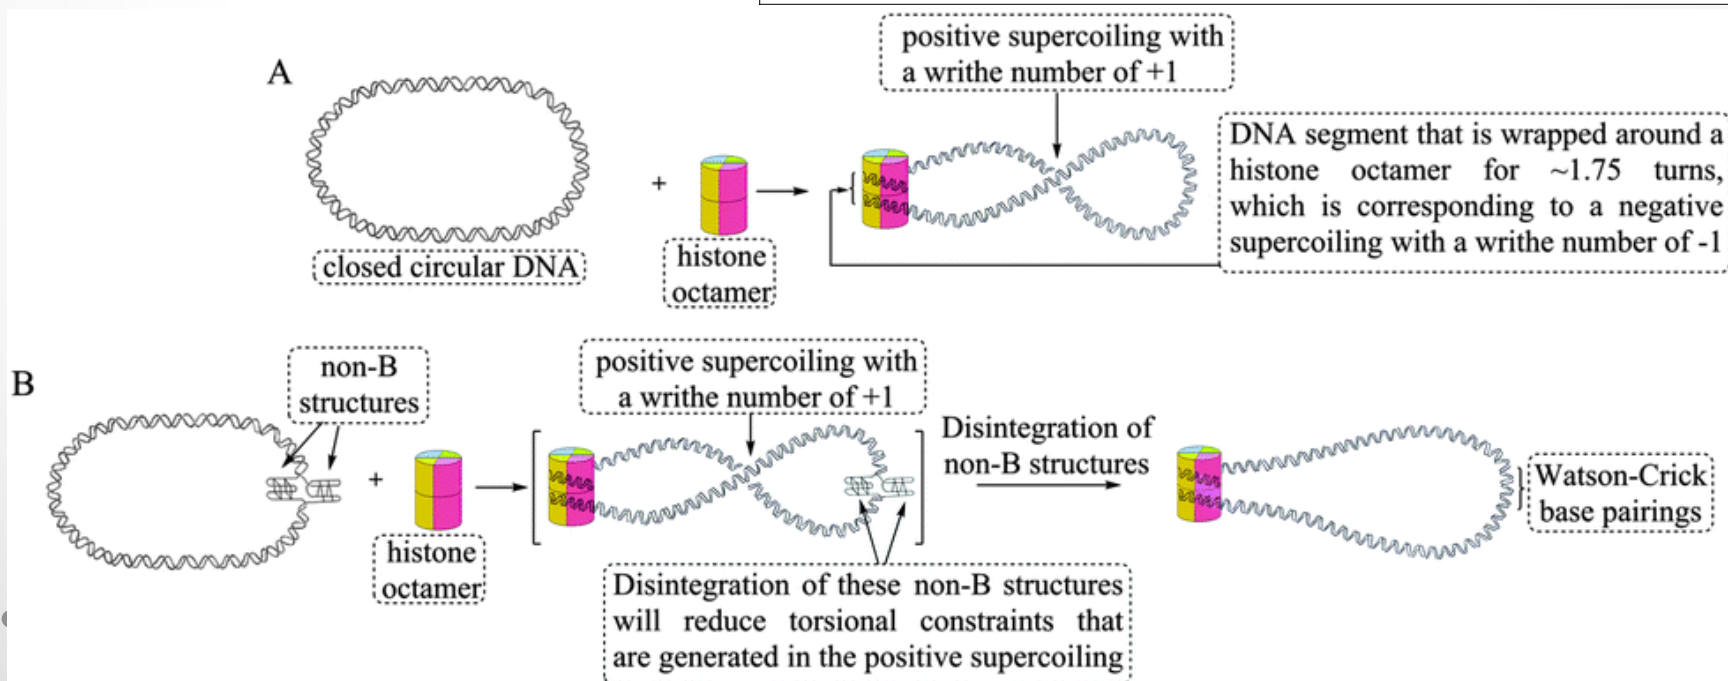 A
positive supercoiling with
a writhe number of +1
DNA segment that is wrapped around a
histone octamer for ~1.75 turns,
which is corresponding to a negative
supercoiling with a writhe number of -1
+
closed circular DNA
histone
octamer
B
non-B
structures
positive supercoiling with
a writhe number of +1
+
histone
octamer
Disintegration of
non-B structures
Watson-Crick
base pairings
Disintegration of these non-B structures
will reduce torsional constraints that
are generated in the positive supercoiling